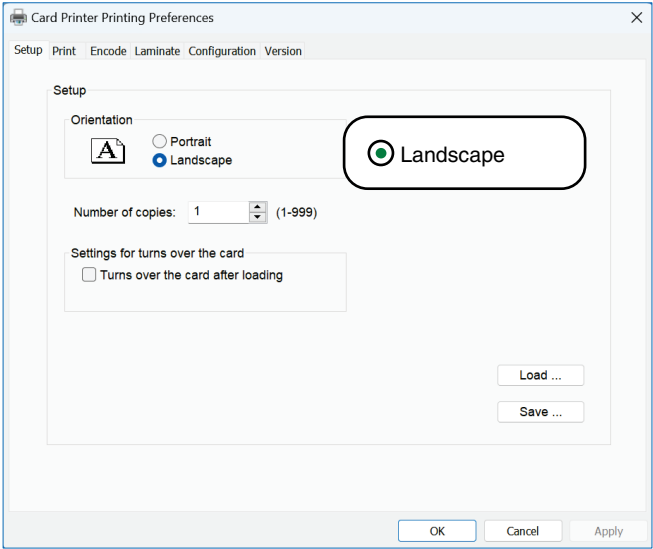 Card Printer Printing Preferences
Setup Print Encode Laminate Configuration Version
Setup
Orientation
A
Portrait
Landscape
Landscape
Number of copies: 1 (1-999)
Settings for turns over the card
Turns over the card after loading
Load ...
Save ...
OK Cancel Apply